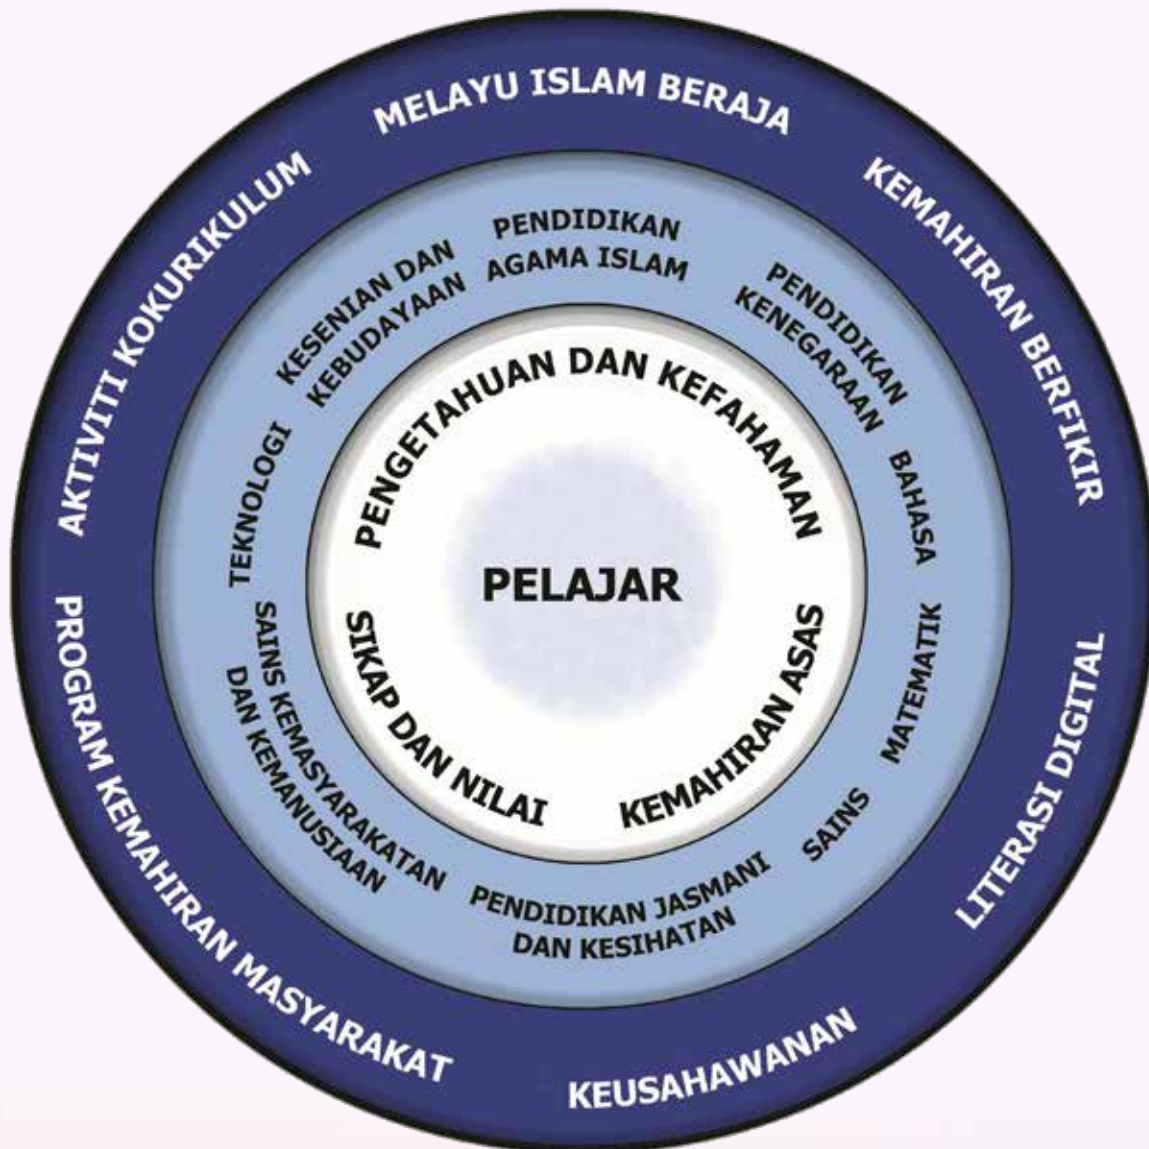 MELAYU ISLAM BERAJA
KEMAHIRAN BERFIKIR
LITERASI DIGITAL
KEUSAHAWANAN
PROGRAM KEMAHIRAN MASYARAKAT
AKTIVITI KOKURIKULUM
PENDIDIKAN
AGAMA ISLAM
PENDIDIKAN
KENEGARAAN
BAHASA
MATEMATIK
SAINS
PENDIDIKAN JASMANI
DAN KESIHATAN
SAINS KEMASYARAKATAN
DAN KEMANUSIAAN
TEKNOLOGI
KESENIAN DAN
KEBUDAYAAN
PENGETAHUAN DAN KEFAHAMAN
KEMAHIRAN ASAS
SIKAP DAN NILAI
PELAJAR